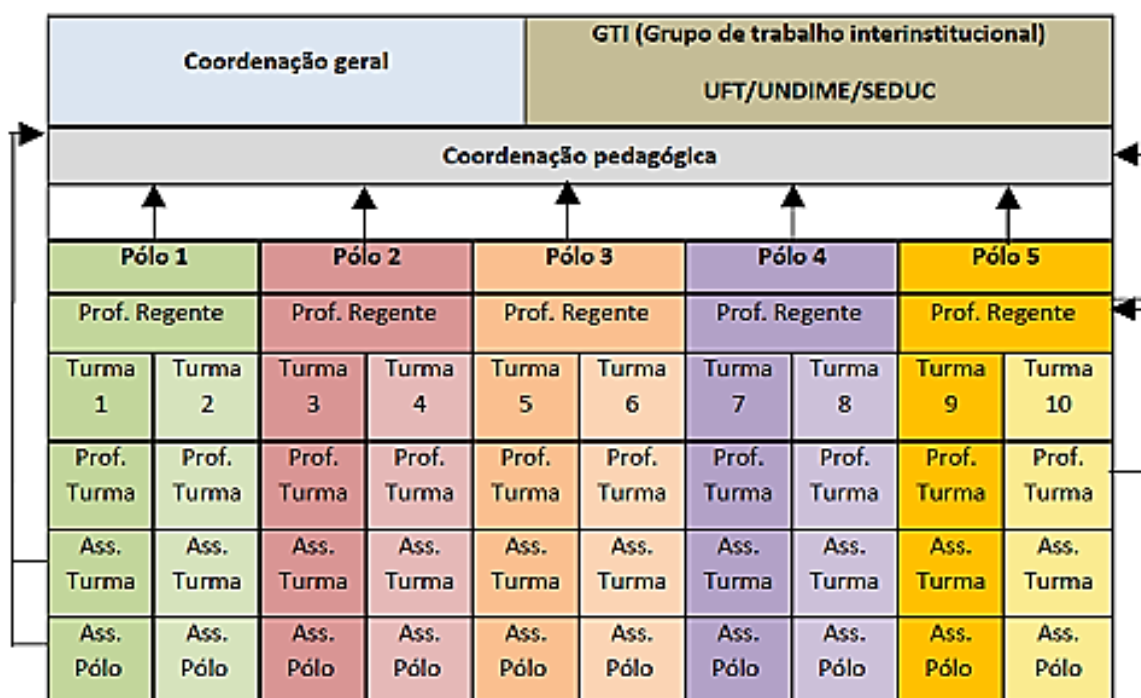 Coordenação geral
GTI (Grupo de trabalho interinstitucional)
UFT/UNDIME/SEDUC
Coordenação pedagógica
Pólo 1 Pólo 2 Pólo 3 Pólo 4 Pólo 5
Prof. Regente Prof. Regente Prof. Regente Prof. Regente Prof. Regente
Turma Turma Turma Turma Turma Turma Turma Turma Turma Turma
1 2 3 4 5 6 7 8 9 10
Prof. Prof. Prof. Prof. Prof. Prof. Prof. Prof. Prof. Prof.
Turma Turma Turma Turma Turma Turma Turma Turma Turma Turma
Ass. Ass. Ass. Ass. Ass. Ass. Ass. Ass. Ass. Ass.
Turma Turma Turma Turma Turma Turma Turma Turma Turma Turma
Ass. Ass. Ass. Ass. Ass. Ass. Ass. Ass. Ass. Ass.
Pólo Pólo Pólo Pólo Pólo Pólo Pólo Pólo Pólo Pólo